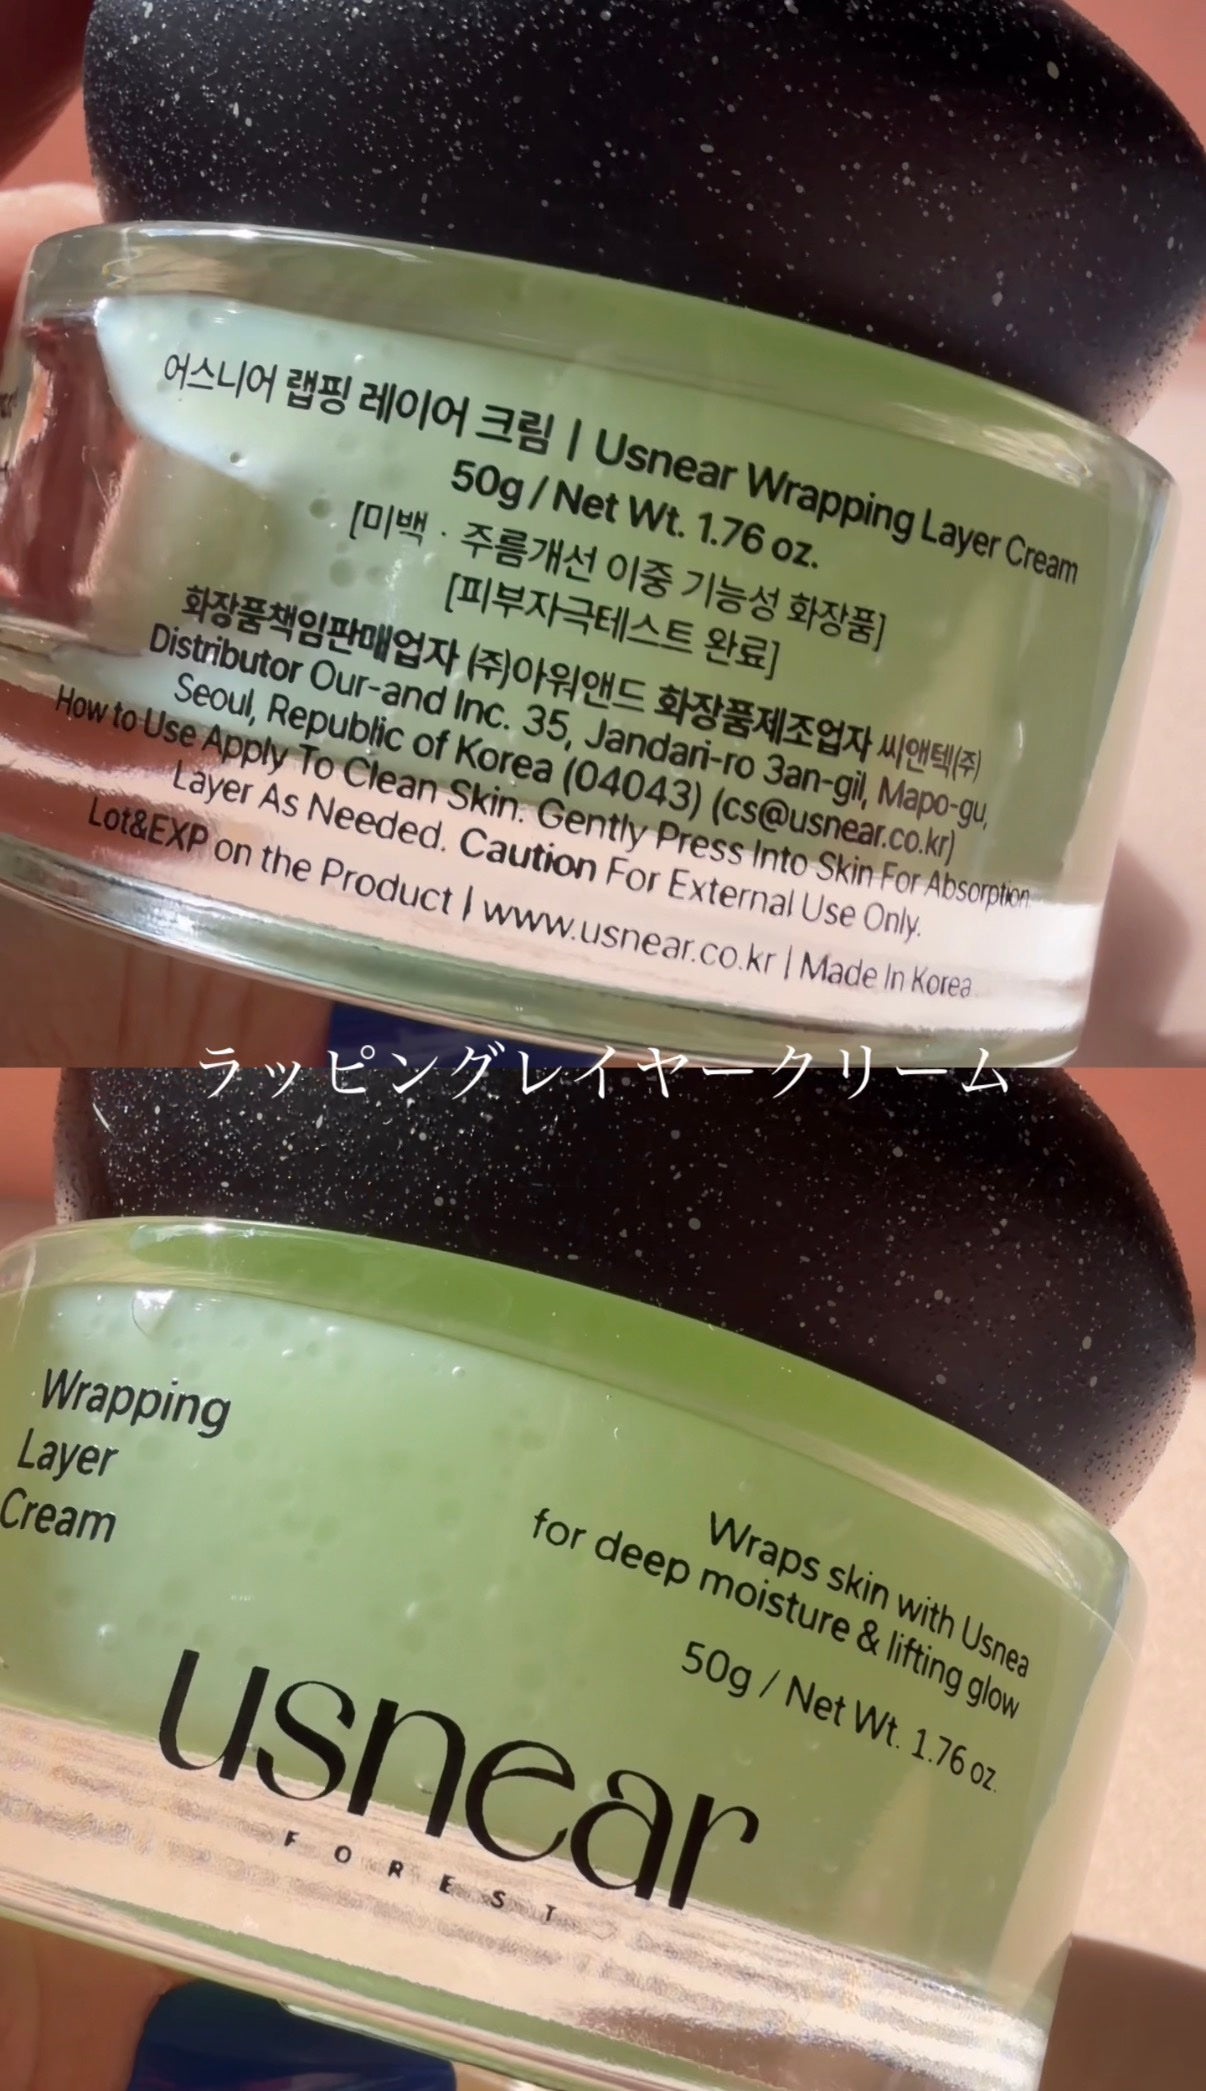 어스니어 랩핑 레이어 크림 | Usnear Wrapping Layer Cream
50g / Net Wt. 1.76 oz.
[미백 · 주름개선 이중 기능성 화장품]
[피부자극테스트 완료]
화장품책임판매업자 (주)아워앤드 화장품제조업자 씨앤텍(주)
Distributor Our-and Inc. 35, Jandari-ro 3an-gil, Mapo-gu,
Seoul, Republic of Korea (04043) (cs@usnear.co.kr)
How to Use Apply To Clean Skin. Gently Press Into Skin For Absorption.
Layer As Needed. Caution For External Use Only.
Lot&EXP on the Product | www.usnear.co.kr | Made In Korea
ラッピングレイヤークリーム
Wrapping
Layer
Cream
Wraps skin with Usnea
for deep moisture & lifting glow
50g / Net Wt. 1.76 oz.
usnear
FOREST